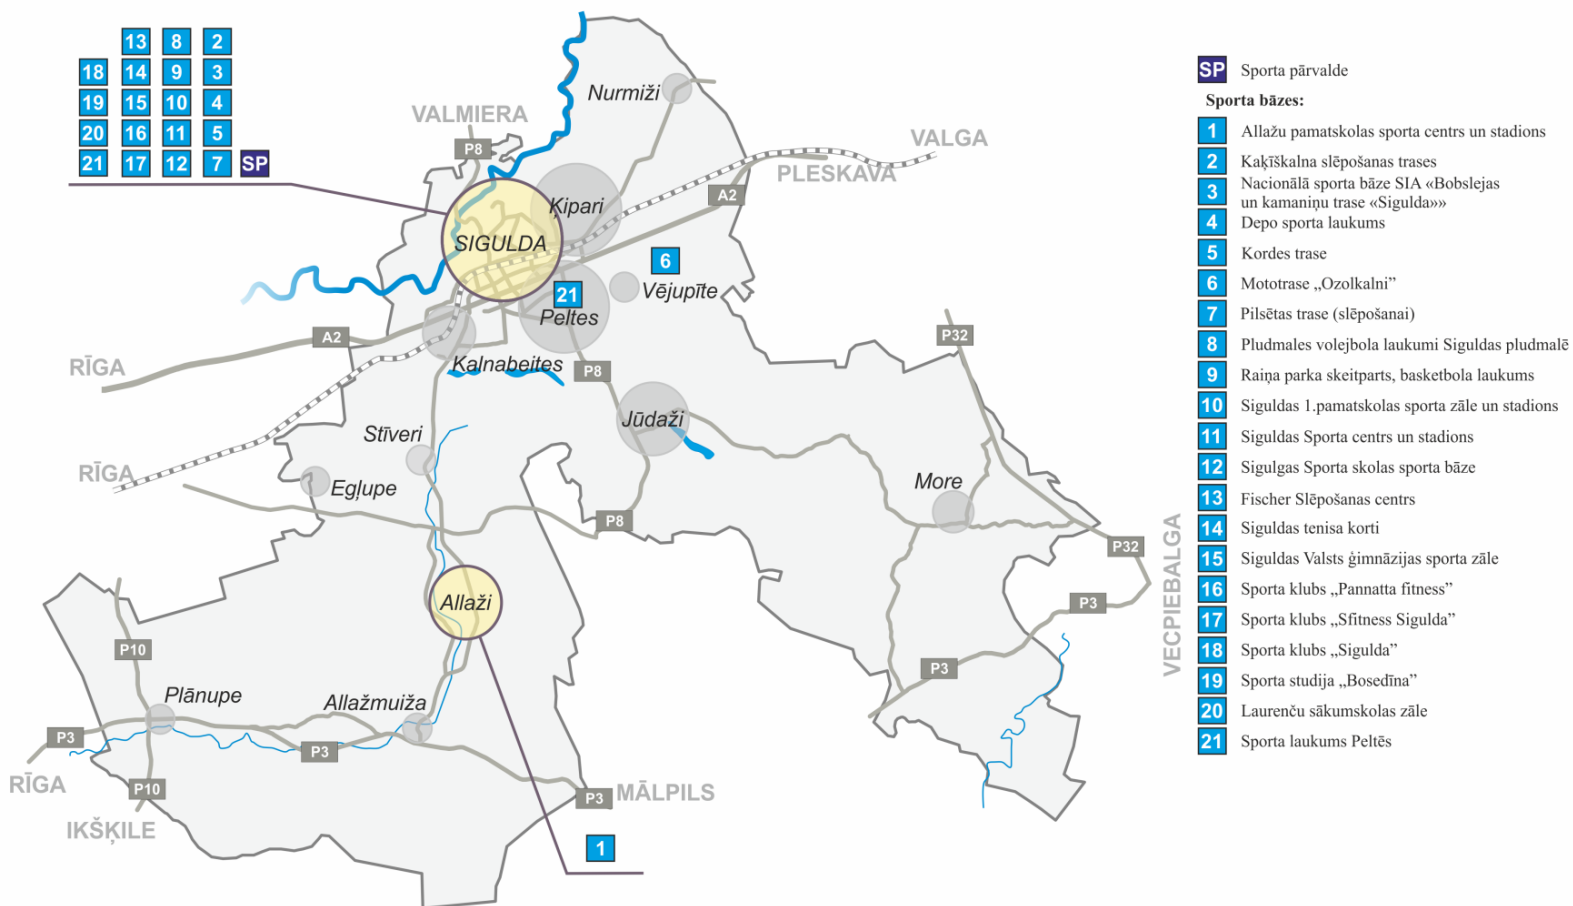 13 8 2
18 14 9 3
19 15 10 4
20 16 11 5
21 17 12 7 SP
Nurmiži
VALMIERA
P8
VALGA
PLESKAVA
A2
Ķipari
SIGULDA
6
Vējupīte
21
Peltes
A2
RĪGA
Kalnabeites
P8
P32
Jūdaži
Stīveri
RĪGA
Egļupe
More
P8
P32
VECPIEBALGA
Allaži
P3
P10
P3
Plānupe
Allažmuiža
P3
P3
RĪGA
P10
P3
MĀLPILS
IKŠĶILE
1
SP Sporta pārvalde
Sporta bāzes:
1 Allažu pamatskolas sporta centrs un stadions
2 Kaķīškalna slēpošanas trases
3 Nacionālā sporta bāze SIA «Bobslejas
un kamaniņu trase «Sigulda»»
4 Depo sporta laukums
5 Kordes trase
6 Mototrase „Ozolkalni”
7 Pilsētas trase (slēpošanai)
8 Pludmales volejbola laukumi Siguldas pludmalē
9 Raiņa parka skeitparts, basketbola laukums
10 Siguldas 1.pamatskolas sporta zāle un stadions
11 Siguldas Sporta centrs un stadions
12 Sigulgas Sporta skolas sporta bāze
13 Fischer Slēpošanas centrs
14 Siguldas tenisa korti
15 Siguldas Valsts ģimnāzijas sporta zāle
16 Sporta klubs „Pannatta fitness”
17 Sporta klubs „Sfitness Sigulda”
18 Sporta klubs „Sigulda”
19 Sporta studija „Bosedīna”
20 Laurenču sākumskolas zāle
21 Sporta laukums Peltēs